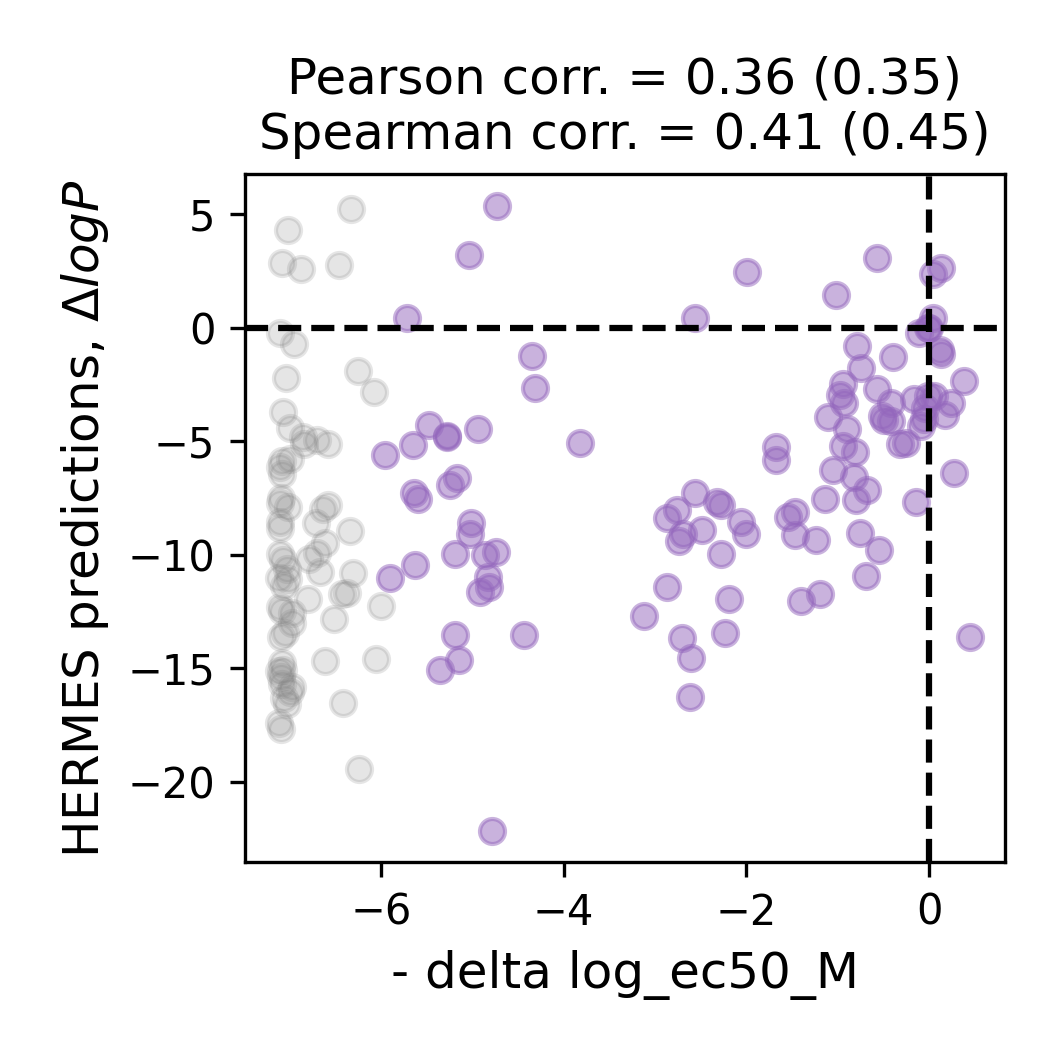 Pearson corr. = 0.36 (0.35)
Spearman corr. = 0.41 (0.45)
HERMES predictions, ΔlogP
5
0
−5
−10
−15
−20
−6
−4
−2
0
- delta log_ec50_M